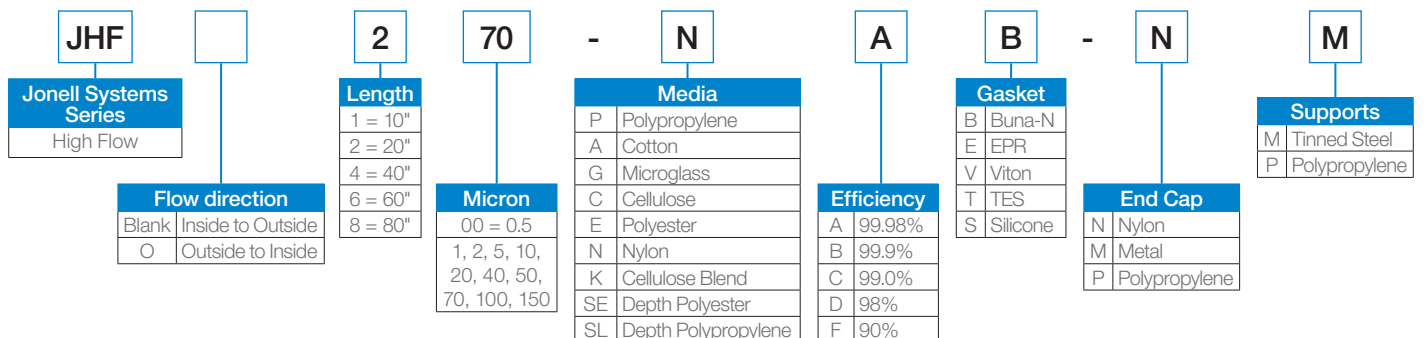 JHF 2 70 - N A B - N M
Jonell Systems
Series
High Flow
Flow direction
Blank Inside to Outside
O Outside to Inside
Length
1 = 10"
2 = 20"
4 = 40"
6 = 60"
8 = 80"
Micron
00 = 0.5
1, 2, 5, 10,
20, 40, 50,
70, 100, 150
Media
P Polypropylene
A Cotton
G Microglass
C Cellulose
E Polyester
N Nylon
K Cellulose Blend
SE Depth Polyester
SL Depth Polypropylene
Efficiency
A 99.98%
B 99.9%
C 99.0%
D 98%
F 90%
Gasket
B Buna-N
E EPR
V Viton
T TES
S Silicone
End Cap
N Nylon
M Metal
P Polypropylene
Supports
M Tinned Steel
P Polypropylene